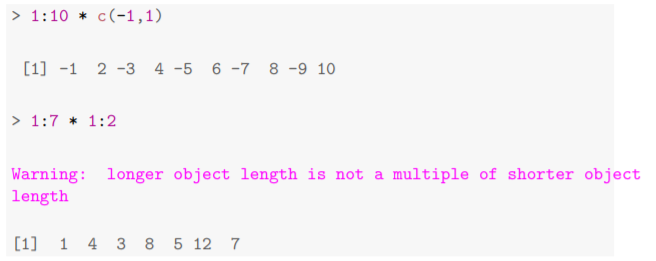 > 1:10 * c(-1,1)
[1] -1  2 -3  4 -5  6 -7  8 -9 10
> 1:7 * 1:2
Warning:  longer object length is not a multiple of shorter object
length
[1]  1  4  3  8  5 12  7